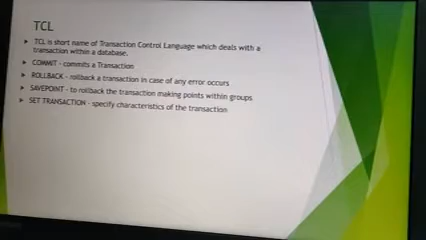 TCL
TCL is short name of Transaction Control Language which deals with a
transaction within a database.
COMMIT - commits a Transaction
ROLLBACK - rollback a transaction in case of any error occurs
SAVEPOINT - to rollback the transaction making points within groups
SET TRANSACTION - specify characteristics of the transaction